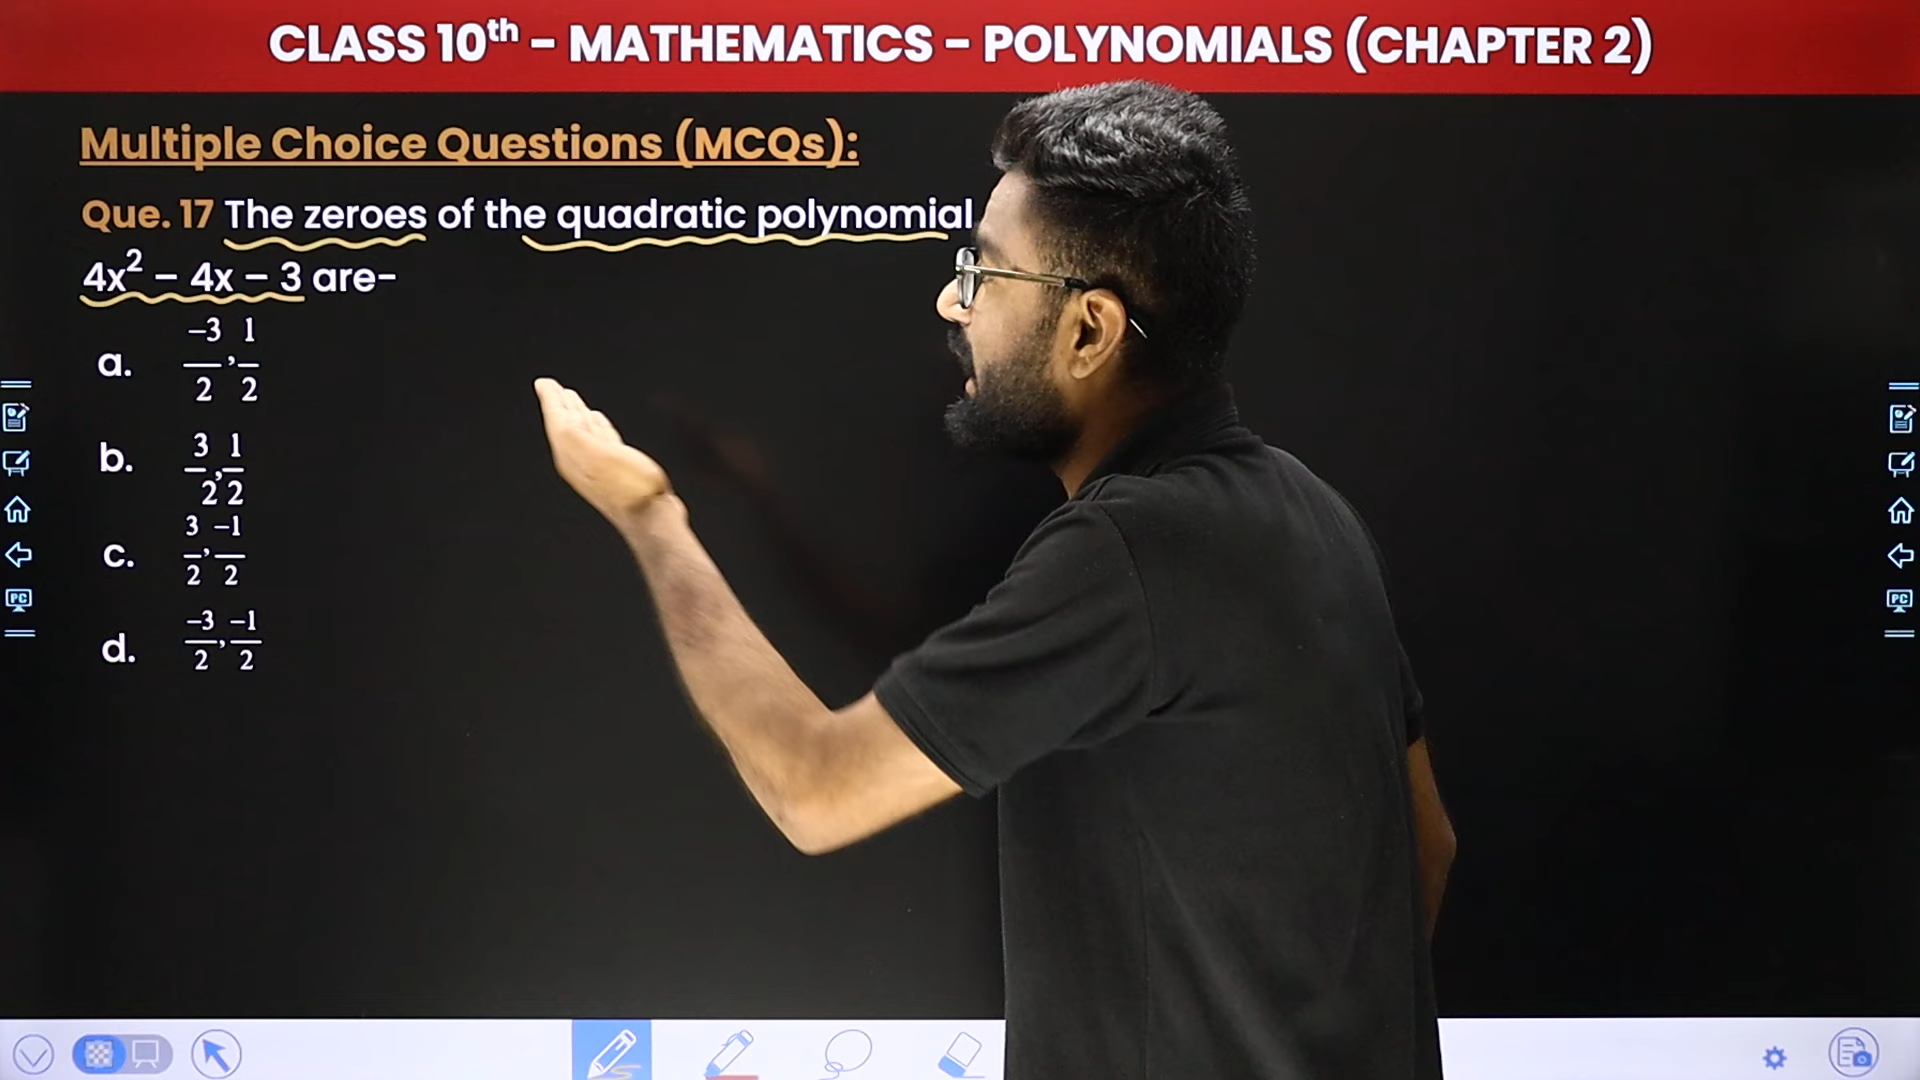 CLASS 10th - MATHEMATICS - POLYNOMIALS (CHAPTER 2)
Multiple Choice Questions (MCQs):
Que. 17 The zeroes of the quadratic polynomial
4x² – 4x – 3 are-
a. –3/2, 1/2
b. 3/2, 1/2
c. 3/2, –1/2
d. –3/2, –1/2
PC
PC